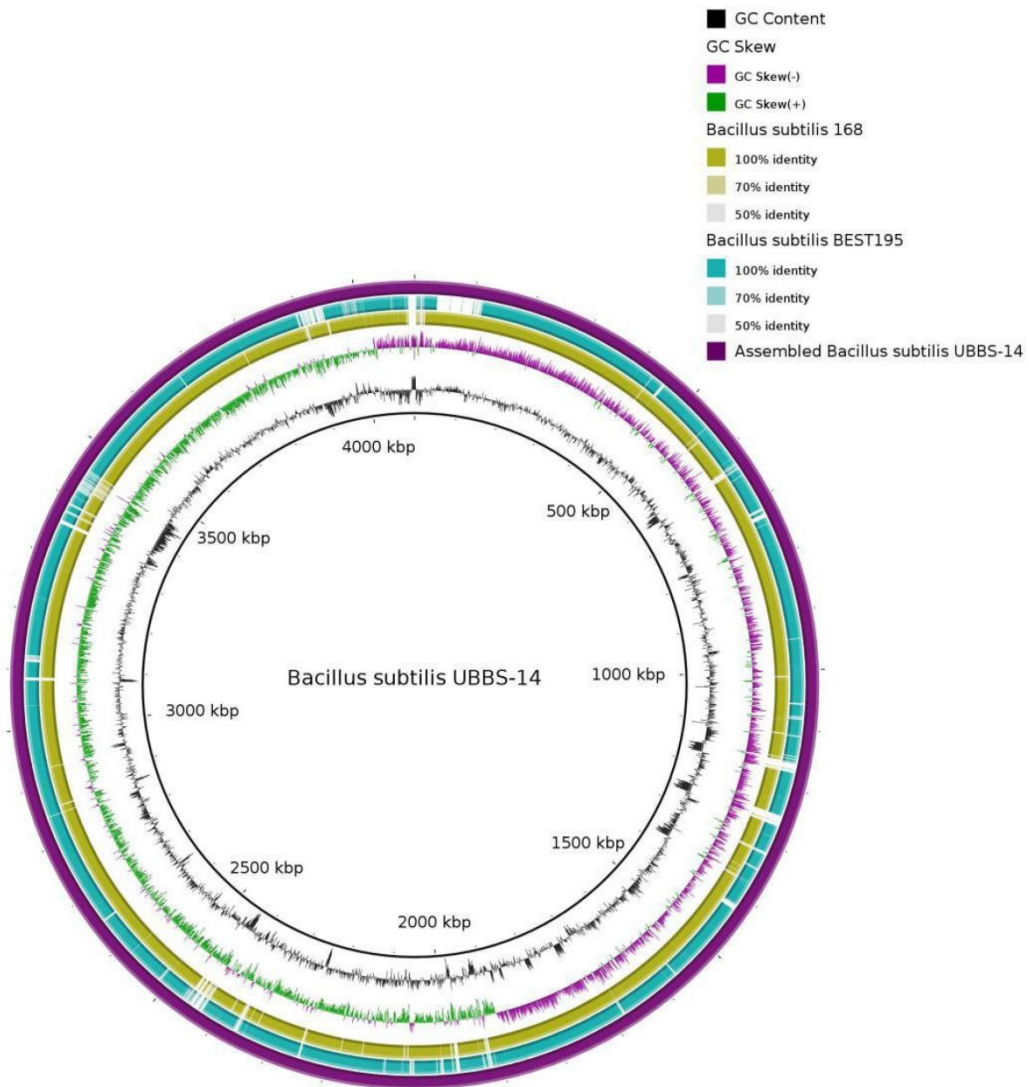 GC Content
GC Skew
GC Skew(-)
GC Skew(+)
Bacillus subtilis 168
100% identity
70% identity
50% identity
Bacillus subtilis BEST195
100% identity
70% identity
50% identity
Assembled Bacillus subtilis UBBS-14
4000 kbp
500 kbp
3500 kbp
Bacillus subtilis UBBS-14
1000 kbp
3000 kbp
1500 kbp
2500 kbp
2000 kbp